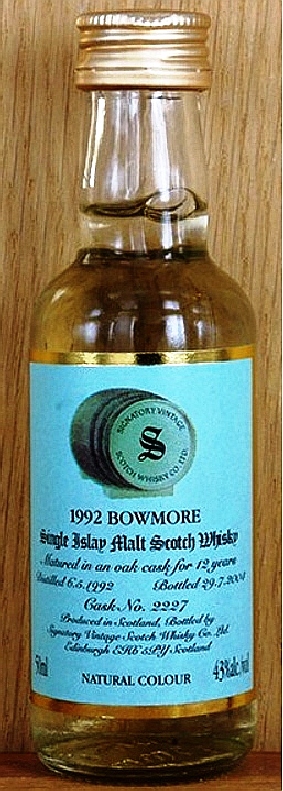 SIGNATORY VINTAGE
S
SCOTCH WHISKY CO. LTD.
1992 BOWMORE
Single Islay Malt Scotch Whisky
Matured in an oak cask for 12 years
Distilled 6.5.1992 Bottled 29.7.2004
Cask No. 2227
Produced in Scotland, Bottled by
Signatory Vintage Scotch Whisky Co. Ltd.
Edinburgh EH6 5PY Scotland
5cl 43%alc./vol
NATURAL COLOUR